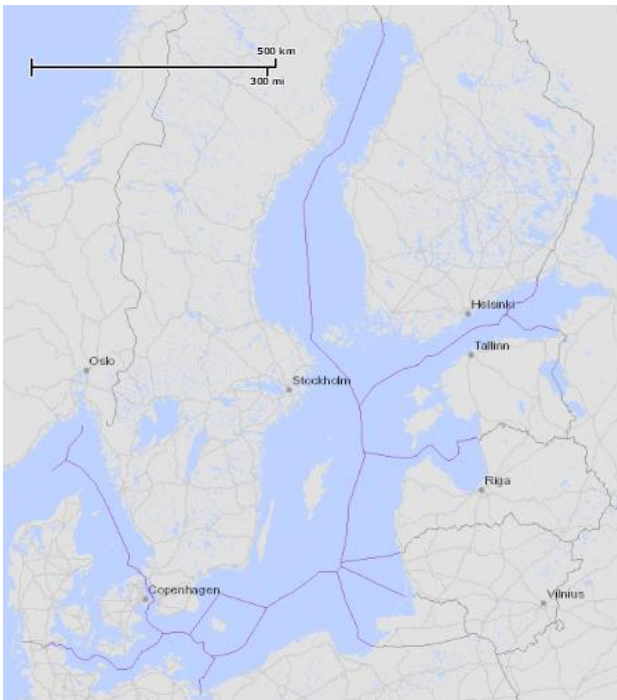 500 km
300 mi
Helsinki
Tallinn
Oslo
Stockholm
Riga
Copenhagen
Vilnius